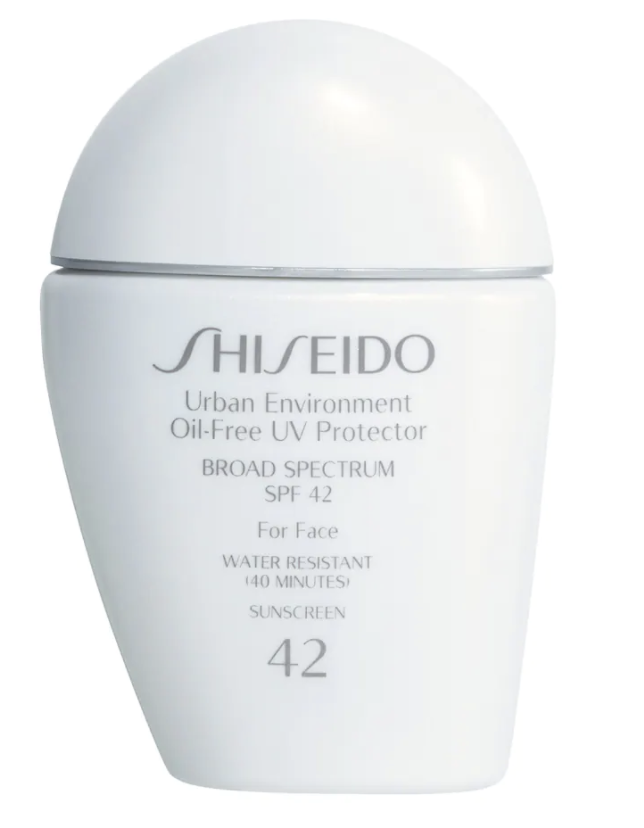 SHISEIDO
Urban Environment
Oil-Free UV Protector
BROAD SPECTRUM
SPF 42
For Face
WATER RESISTANT
(40 MINUTES)
SUNSCREEN
42